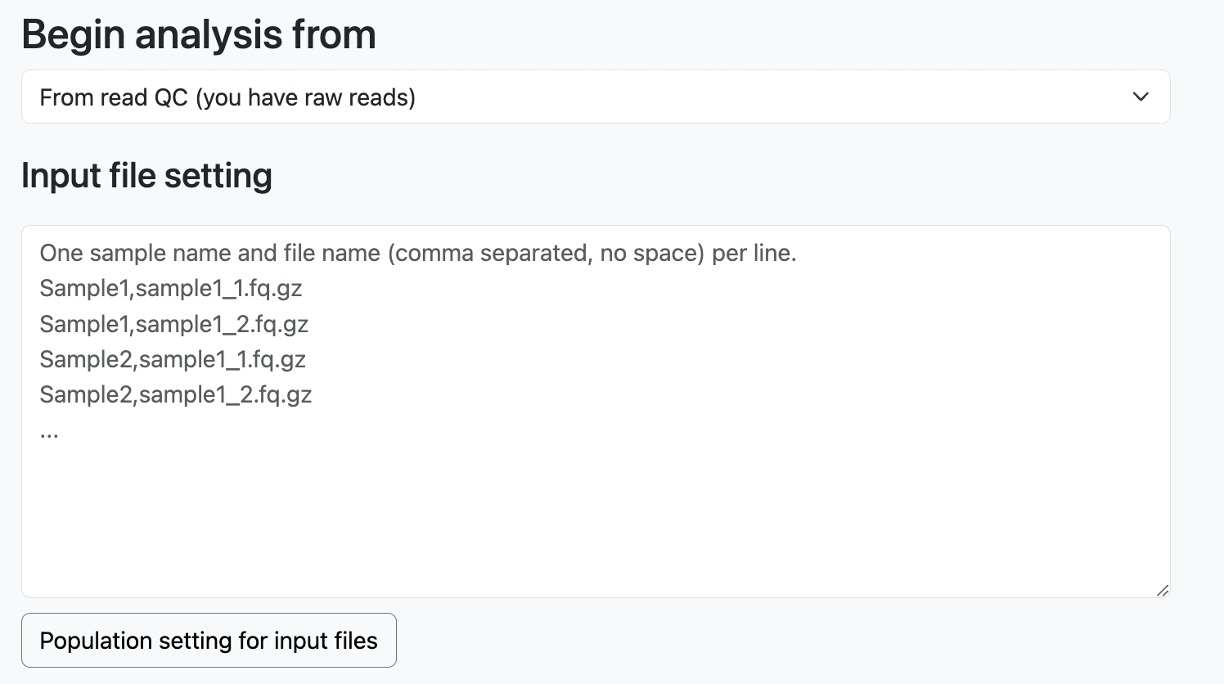 Begin analysis from
From read QC (you have raw reads)
Input file setting
One sample name and file name (comma separated, no space) per line.
Sample1,sample1_1.fq.gz
Sample1,sample1_2.fq.gz
Sample2,sample1_1.fq.gz
Sample2,sample1_2.fq.gz
...
Population setting for input files